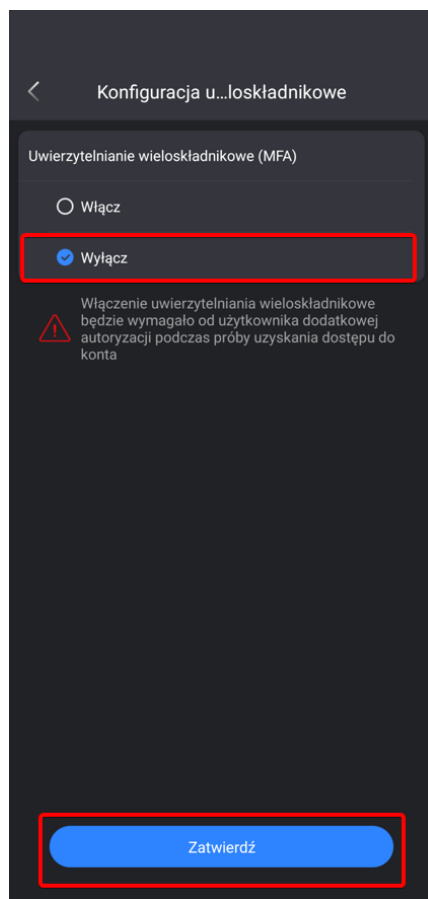 Konfiguracja u...loskładnikowe
Uwierzytelnianie wieloskładnikowe (MFA)
Włącz
Wyłącz
Włączenie uwierzytelniania wieloskładnikowe
będzie wymagało od użytkownika dodatkowej
autoryzacji podczas próby uzyskania dostępu do
konta
Zatwierdź